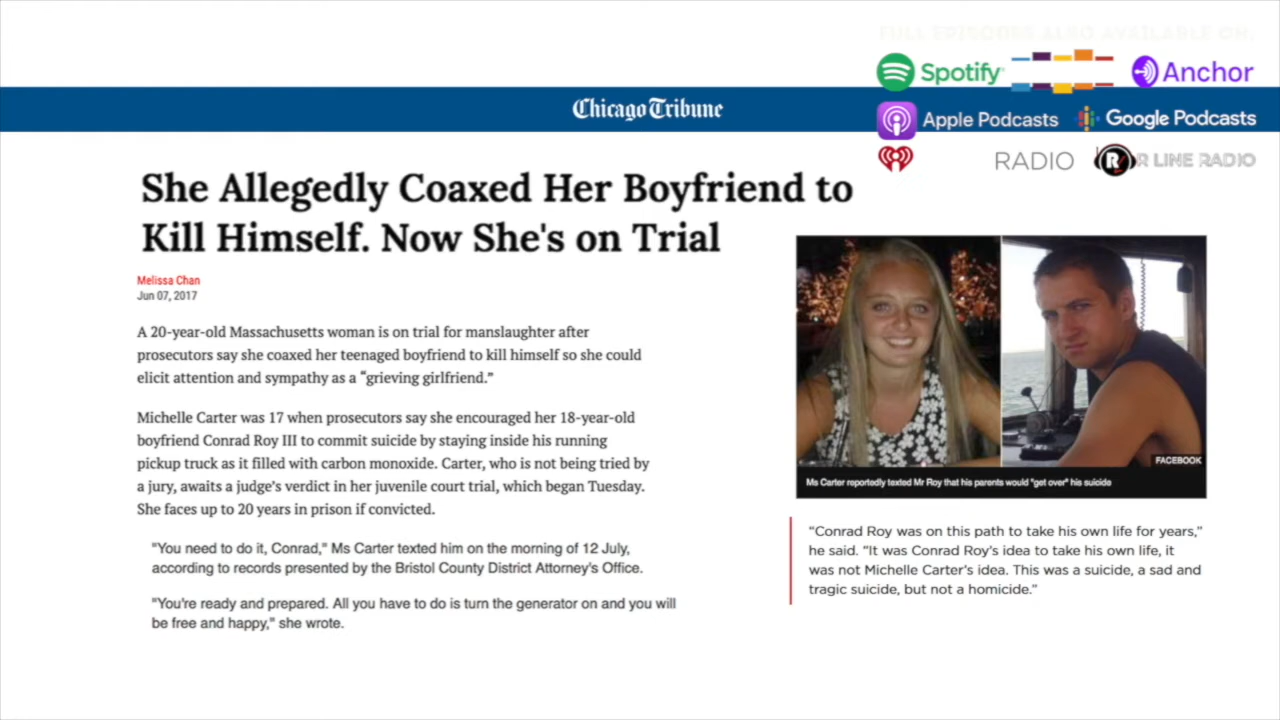 FULL EPISODES ALSO AVAILABLE ON:
Spotify
Anchor
Chicago Tribune
Apple Podcasts
Google Podcasts
RADIO
R LINE RADIO
She Allegedly Coaxed Her Boyfriend to
Kill Himself. Now She's on Trial
Melissa Chan
Jun 07, 2017
A 20-year-old Massachusetts woman is on trial for manslaughter after
prosecutors say she coaxed her teenaged boyfriend to kill himself so she could
elicit attention and sympathy as a “grieving girlfriend.”
Michelle Carter was 17 when prosecutors say she encouraged her 18-year-old
boyfriend Conrad Roy III to commit suicide by staying inside his running
pickup truck as it filled with carbon monoxide. Carter, who is not being tried by
a jury, awaits a judge’s verdict in her juvenile court trial, which began Tuesday.
She faces up to 20 years in prison if convicted.
"You need to do it, Conrad," Ms Carter texted him on the morning of 12 July,
according to records presented by the Bristol County District Attorney's Office.
"You're ready and prepared. All you have to do is turn the generator on and you will
be free and happy," she wrote.
FACEBOOK
Ms Carter reportedly texted Mr Roy that his parents would "get over" his suicide
“Conrad Roy was on this path to take his own life for years,”
he said. “It was Conrad Roy’s idea to take his own life, it
was not Michelle Carter’s idea. This was a suicide, a sad and
tragic suicide, but not a homicide.”